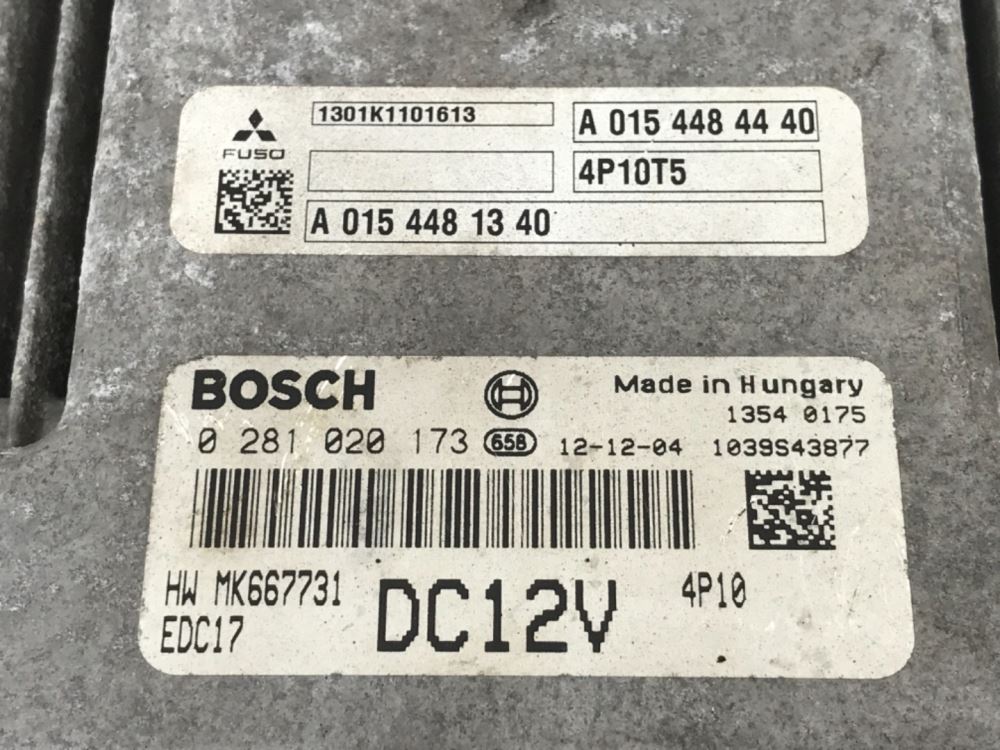 1301K1101613
A 015 448 44 40
FUSO
4P10T5
A 015 448 13 40
BOSCH
Made in Hungary
1354 0175
0 281 020 173 658 12-12-04 1039S43877
HW MK667731
DC12V
4P10
EDC17